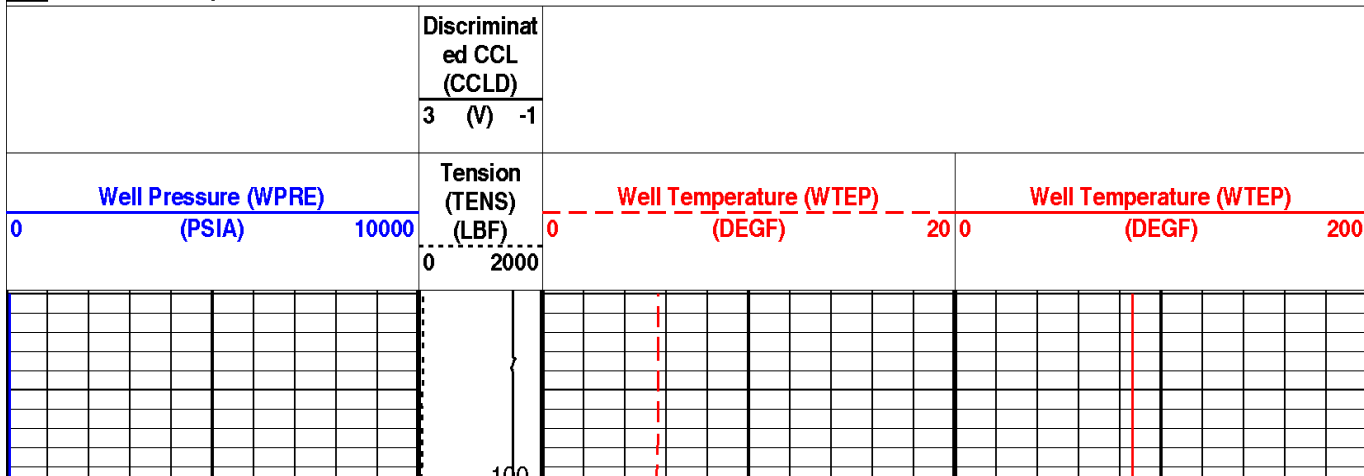 Discriminat
ed CCL
(CCLD)
3 (V) -1
Well Pressure (WPRE)
(PSIA)
0 10000
Tension
(TENS)
(LBF)
0 2000
Well Temperature (WTEP)
(DEGF)
0 20
Well Temperature (WTEP)
(DEGF)
0 200
100